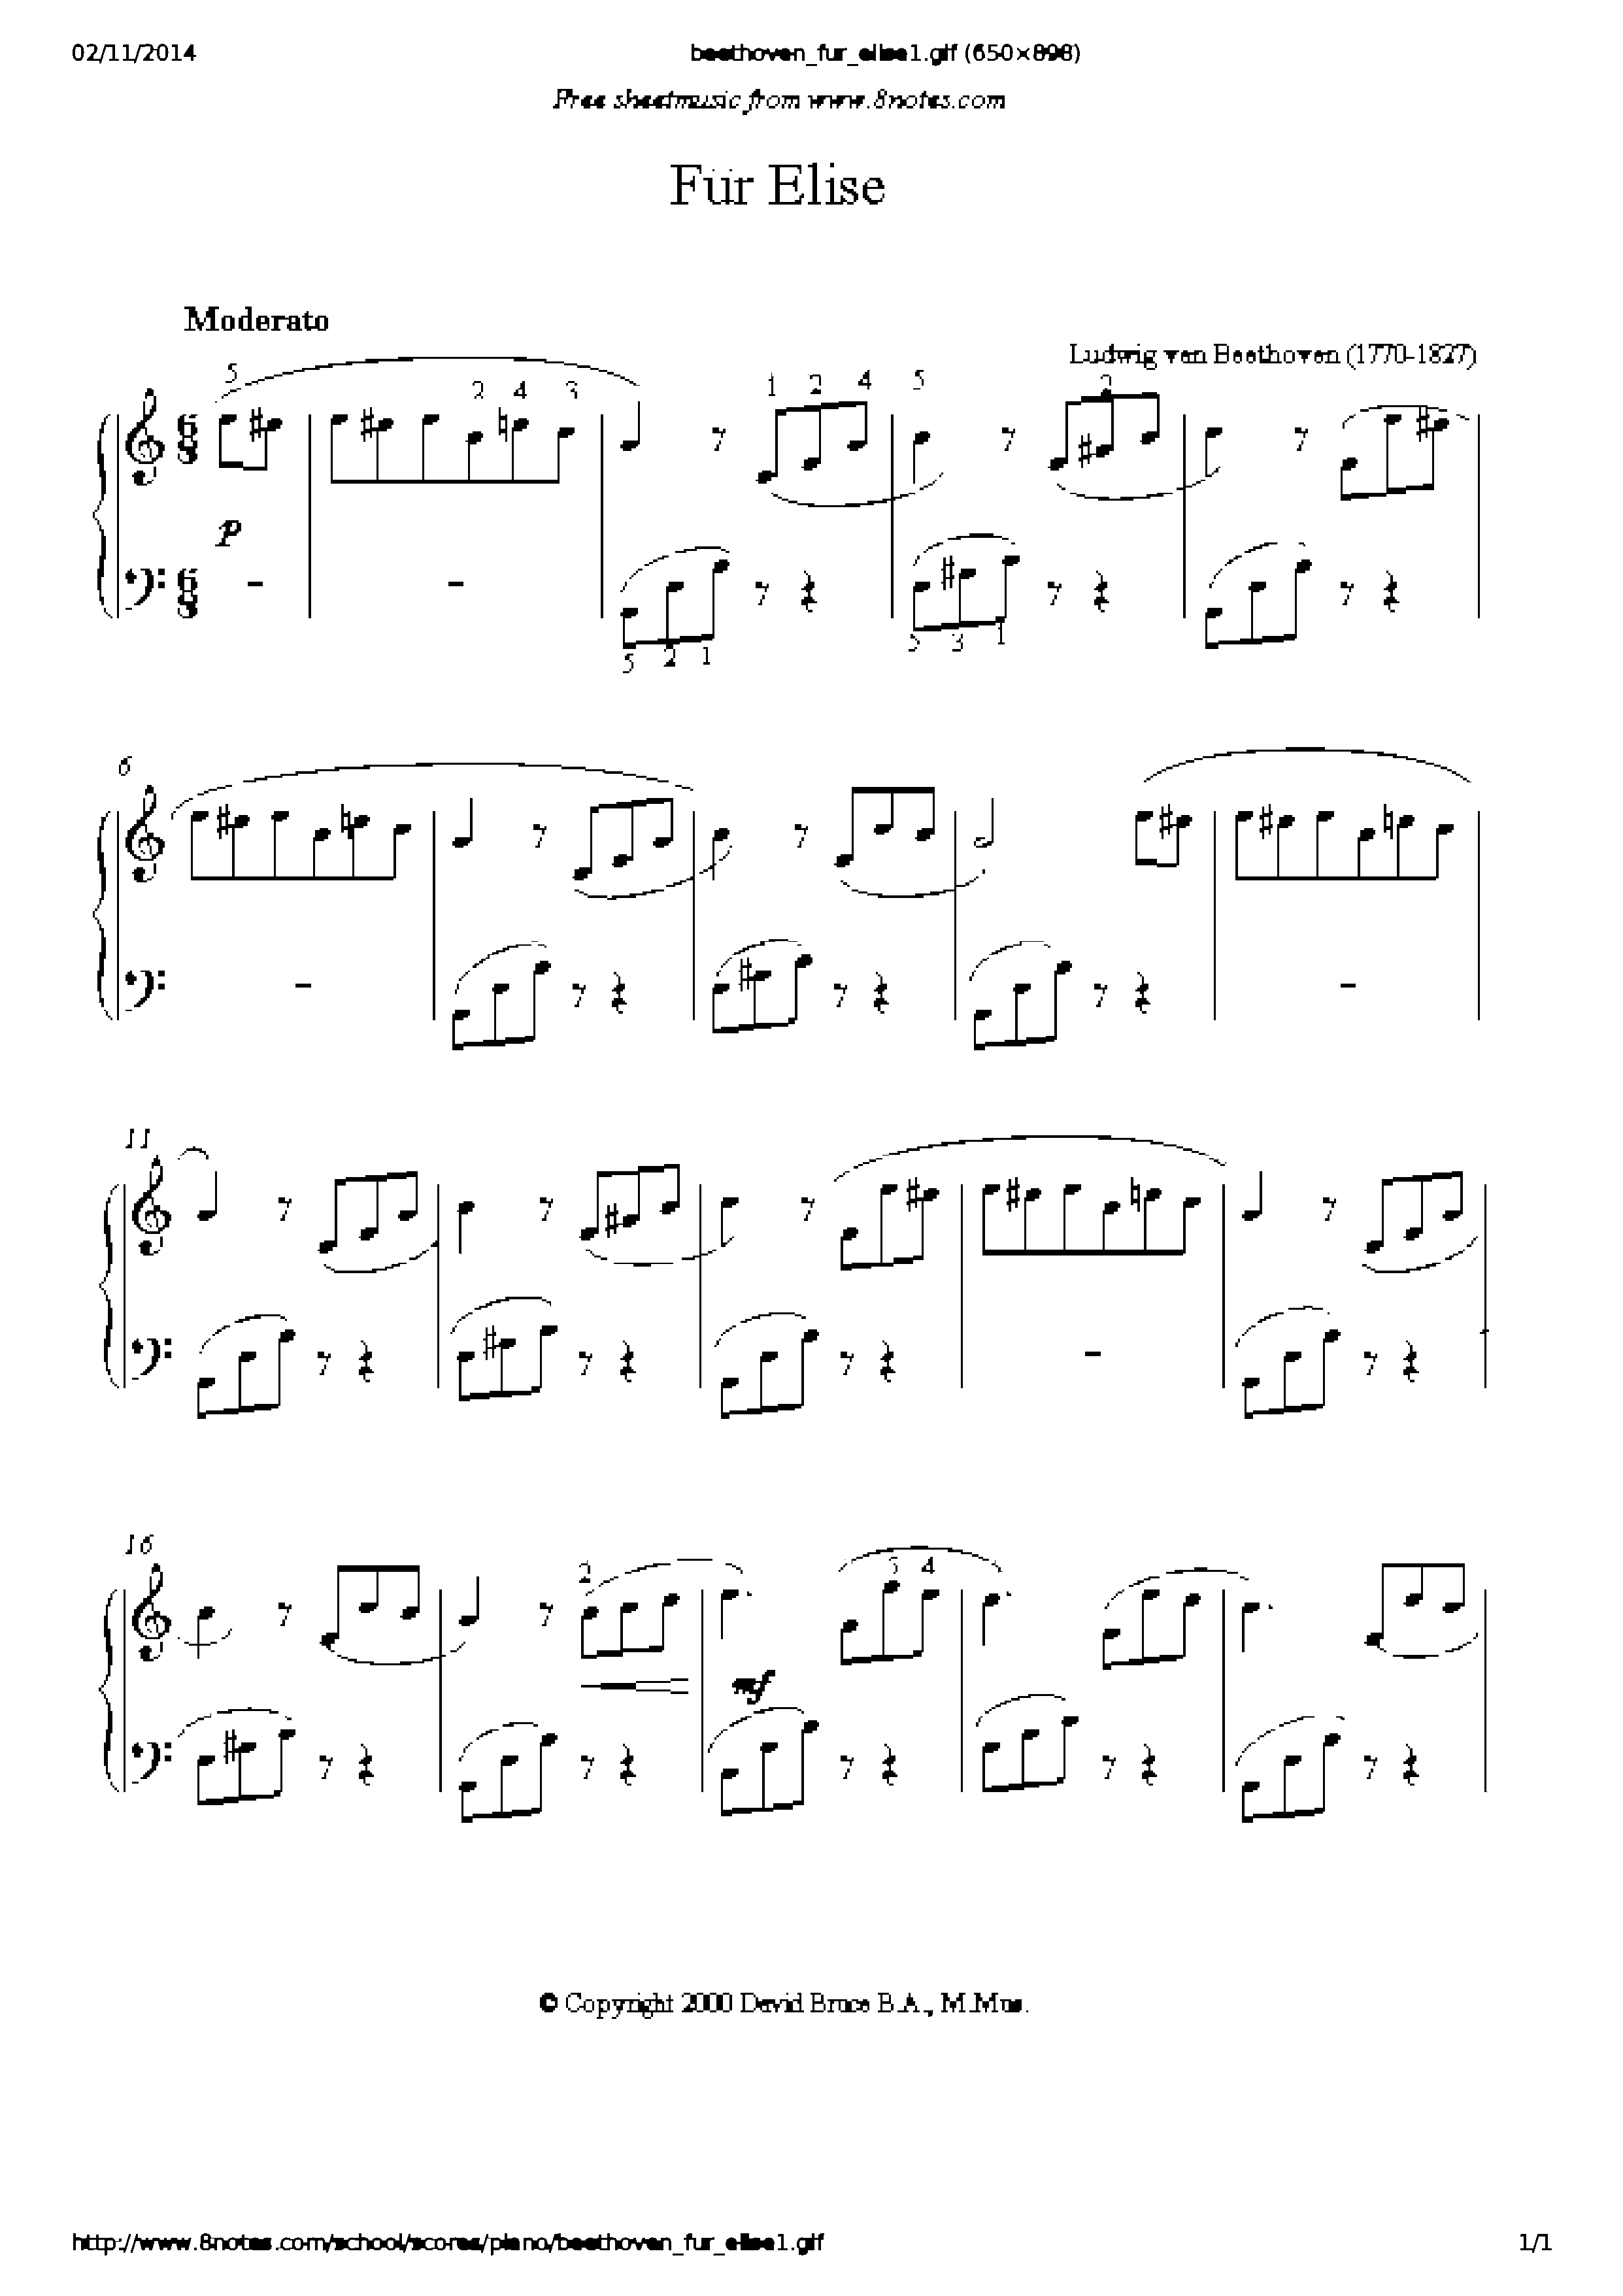 02/11/2014 beethoven_fur_elise1.gif (650×898)
Free sheetmusic from www.8notes.com
Für Elise
Moderato
Ludwig van Beethoven (1770-1827)
5 2 4 3 1 2 4 5 2
6 8
p
6 8
5 2 1 5 3 1
6
11
16
2 5 4
mf
© Copyright 2000 David Bruce B.A., M.Mus.
http://www.8notes.com/school/scores/piano/beethoven_fur_elise1.gif 1/1